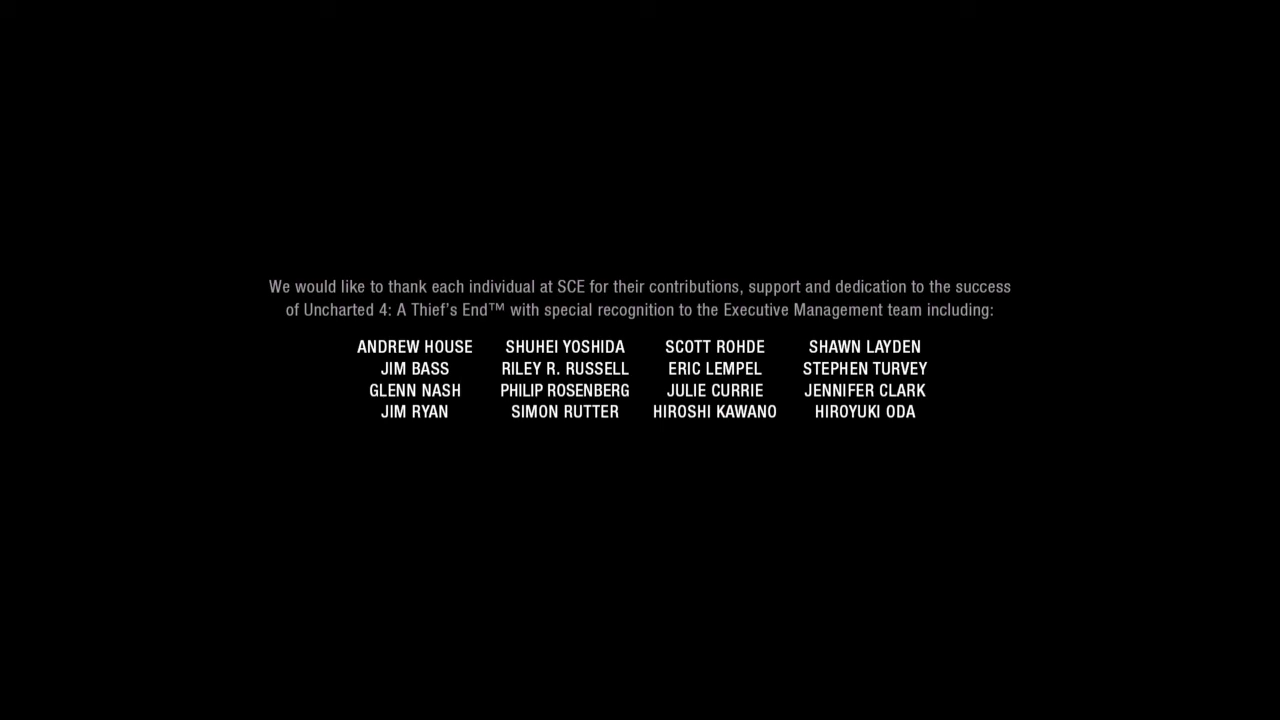 We would like to thank each individual at SCE for their contributions, support and dedication to the success
of Uncharted 4: A Thief's End™ with special recognition to the Executive Management team including:
ANDREW HOUSE SHUHEI YOSHIDA SCOTT ROHDE SHAWN LAYDEN
JIM BASS RILEY R. RUSSELL ERIC LEMPEL STEPHEN TURVEY
GLENN NASH PHILIP ROSENBERG JULIE CURRIE JENNIFER CLARK
JIM RYAN SIMON RUTTER HIROSHI KAWANO HIROYUKI ODA